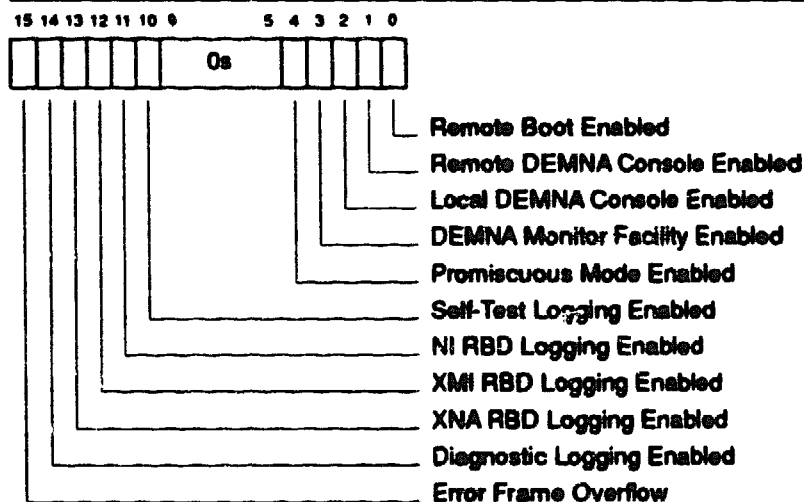 15 14 13 12 11 10 9 5 4 3 2 1 0
0s
Remote Boot Enabled
Remote DEMNA Console Enabled
Local DEMNA Console Enabled
DEMNA Monitor Facility Enabled
Promiscuous Mode Enabled
Self-Test Logging Enabled
NI RBD Logging Enabled
XMI RBD Logging Enabled
XNA RBD Logging Enabled
Diagnostic Logging Enabled
Error Frame Overflow